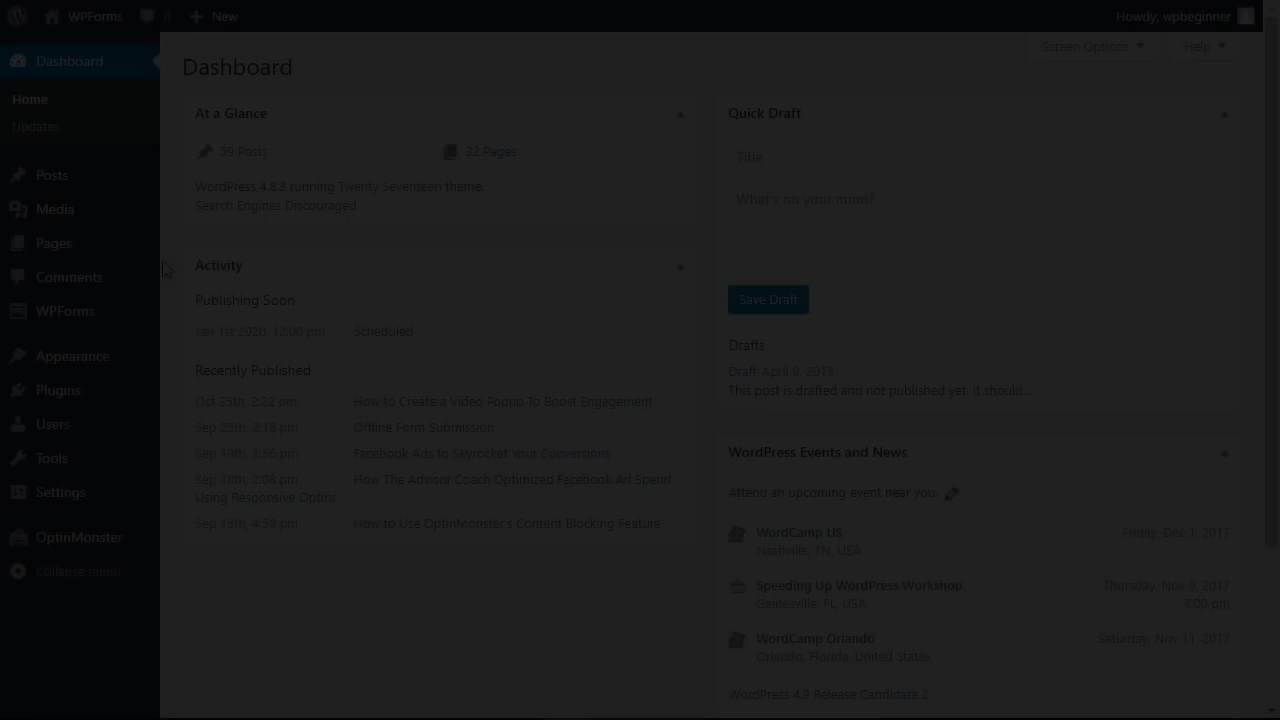 WPForms 0 New Howdy, wpbeginner
Dashboard
Home
Updates
Posts
Media
Pages
Comments
WPForms
Appearance
Plugins
Users
Tools
Settings
OptinMonster
Collapse menu
Screen Options Help
Dashboard
At a Glance
59 Posts 32 Pages
WordPress 4.8.3 running Twenty Seventeen theme.
Search Engines Discouraged
Activity
Publishing Soon
Jan 1st 2020, 12:00 pm Scheduled
Recently Published
Oct 25th, 2:22 pm How to Create a Video Popup To Boost Engagement
Sep 25th, 2:18 pm Offline Form Submission
Sep 19th, 3:56 pm Facebook Ads to Skyrocket Your Conversions
Sep 18th, 2:08 pm How The Advisor Coach Optimized Facebook Ad Spend
Using Responsive Optins
Sep 13th, 4:59 pm How to Use OptinMonster's Content Blocking Feature
Quick Draft
Title
What's on your mind?
Save Draft
Drafts
Draft April 9, 2013
This post is drafted and not published yet. It should...
WordPress Events and News
Attend an upcoming event near you.
WordCamp US Friday, Dec 1, 2017
Nashville, TN, USA
Speeding Up WordPress Workshop Thursday, Nov 9, 2017
Gainesville, FL, USA 7:00 pm
WordCamp Orlando Saturday, Nov 11, 2017
Orlando, Florida, United States
WordPress 4.9 Release Candidate 2